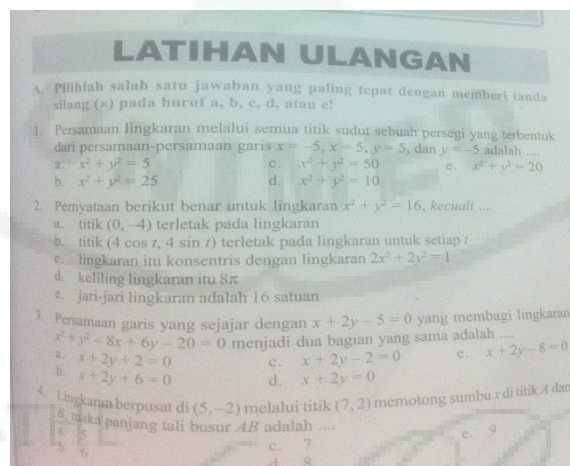 LATIHAN ULANGAN
A. Pilihlah salah satu jawaban yang paling tepat dengan memberi tanda
silang (×) pada huruf a, b, c, d, atau e!
1. Persamaan lingkaran melalui semua titik sudut sebuah persegi yang terbentuk
dari persamaan-persamaan garis x = −5, x = 5, y = 5, dan y = −5 adalah ....
a. x² + y² = 5 c. x² + y² = 50 e. x² + y² = 20
b. x² + y² = 25 d. x² + y² = 10
2. Pernyataan berikut benar untuk lingkaran x² + y² = 16, kecuali ....
a. titik (0, −4) terletak pada lingkaran
b. titik (4 cos t, 4 sin t) terletak pada lingkaran untuk setiap t
c. lingkaran itu konsentris dengan lingkaran 2x² + 2y² = 1
d. keliling lingkaran itu 8π
e. jari-jari lingkaran adalah 16 satuan
3. Persamaan garis yang sejajar dengan x + 2y − 5 = 0 yang membagi lingkaran
x² + y² − 8x + 6y − 20 = 0 menjadi dua bagian yang sama adalah ....
a. x + 2y + 2 = 0 c. x + 2y − 2 = 0 e. x + 2y − 8 = 0
b. x + 2y + 6 = 0 d. x + 2y = 0
4. Lingkaran berpusat di (5, −2) melalui titik (7, 2) memotong sumbu x di titik A dan
B, maka panjang tali busur AB adalah ....
a. 5 c. 7 e. 9
b. 6 d. 8